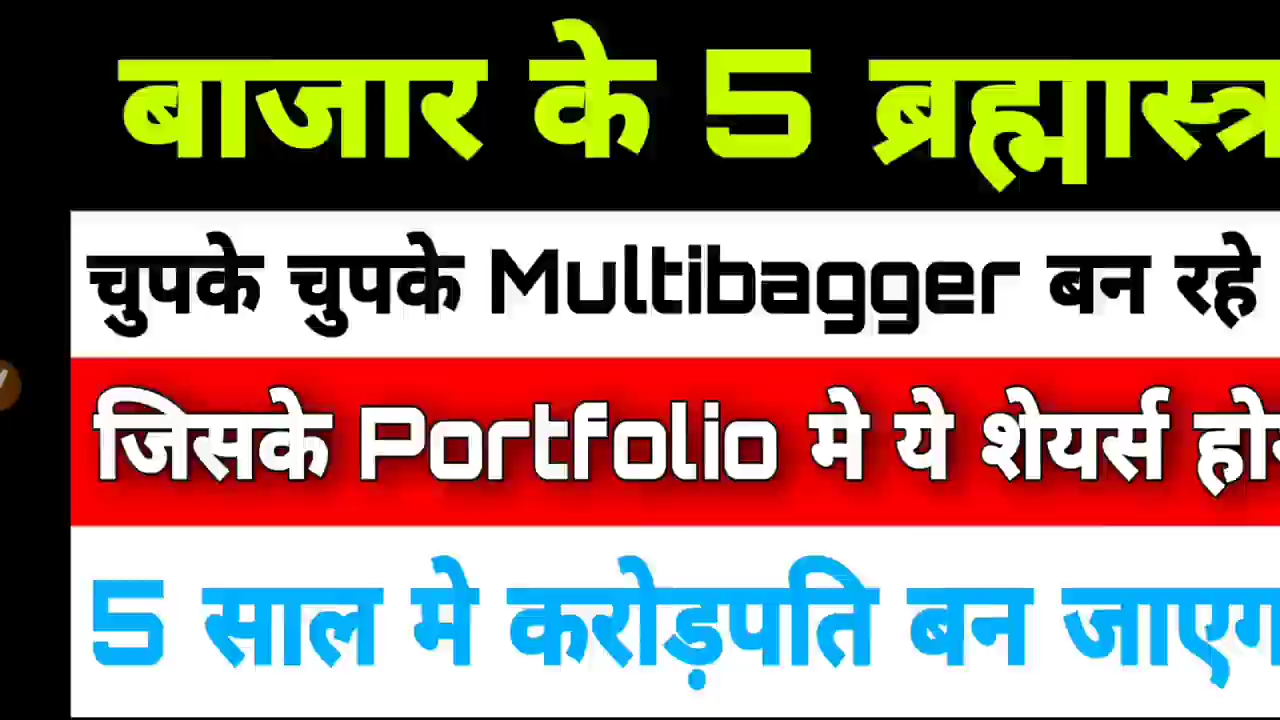 बाजार के 5 ब्रह्मास्त्र
चुपके चुपके Multibagger बन रहे
जिसके Portfolio मे ये शेयर्स
5 साल मे करोड़पति बन